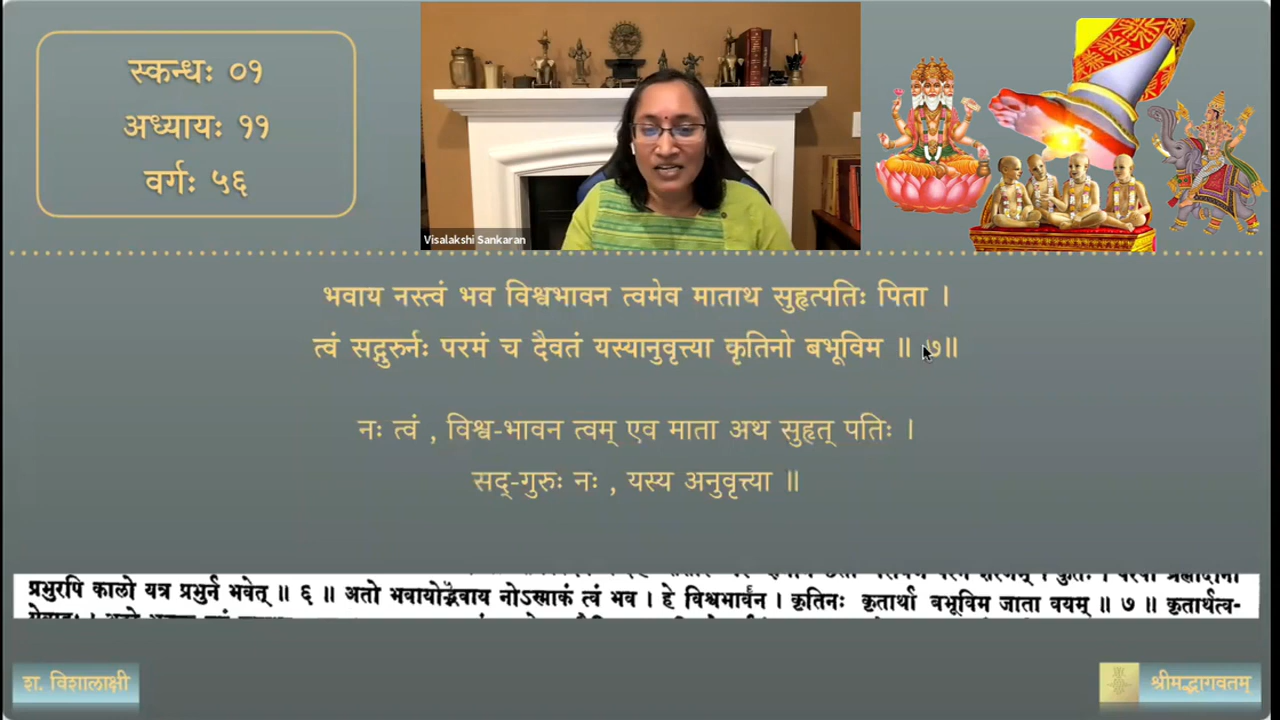 स्कन्धः ०१
अध्यायः ११
वर्गः ५६
Visalakshi Sankaran
भवाय नस्त्वं भव विश्वभावन त्वमेव माताथ सुहृत्पतिः पिता ।
त्वं सद्गुरुर्नः परमं च दैवतं यस्यानुवृत्त्या कृतिनो बभूविम ॥ ७॥
नः त्वं , विश्व-भावन त्वम् एव माता अथ सुहृत् पतिः ।
सद्-गुरुः नः , यस्य अनुवृत्त्या ॥
प्रभुरपि कालो यत्र प्रभुर्न भवेत् ॥ ६ ॥ अतो भवायोद्भवाय नोऽस्माकं त्वं भव । हे विश्वभावन । कृतिनः कृतार्था बभूविम जाता वयम् ॥ ७ ॥ कृतार्थत्व-
श. विशालाक्षी
श्रीमद्भागवतम्